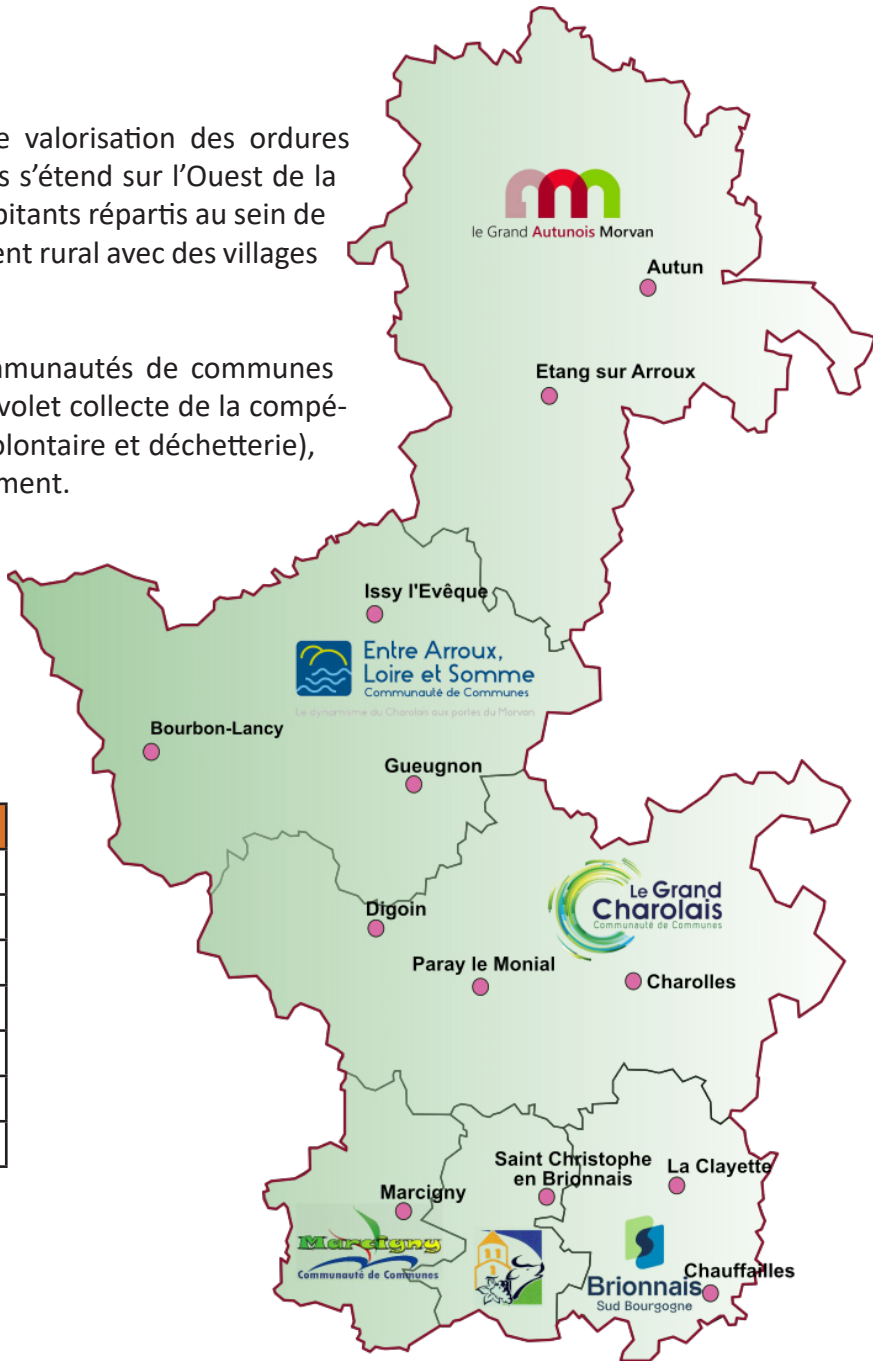 e valorisation des ordures
s s’étend sur l’Ouest de la
bitants répartis au sein de
ent rural avec des villages
mmunautés de communes
volet collecte de la compé-
olontaire et déchetterie),
ment.
le Grand Autunois Morvan
Autun
Etang sur Arroux
Issy l'Evêque
Entre Arroux,
Loire et Somme
Communauté de Communes
Le dynamisme du Charolais aux portes du Morvan
Bourbon-Lancy
Gueugnon
Le Grand
Charolais
Communauté de Communes
Digoin
Paray le Monial
Charolles
Saint Christophe
en Brionnais
La Clayette
Marcigny
Marcigny
Communauté de Communes
Chauffailles
Brionnais
Sud Bourgogne